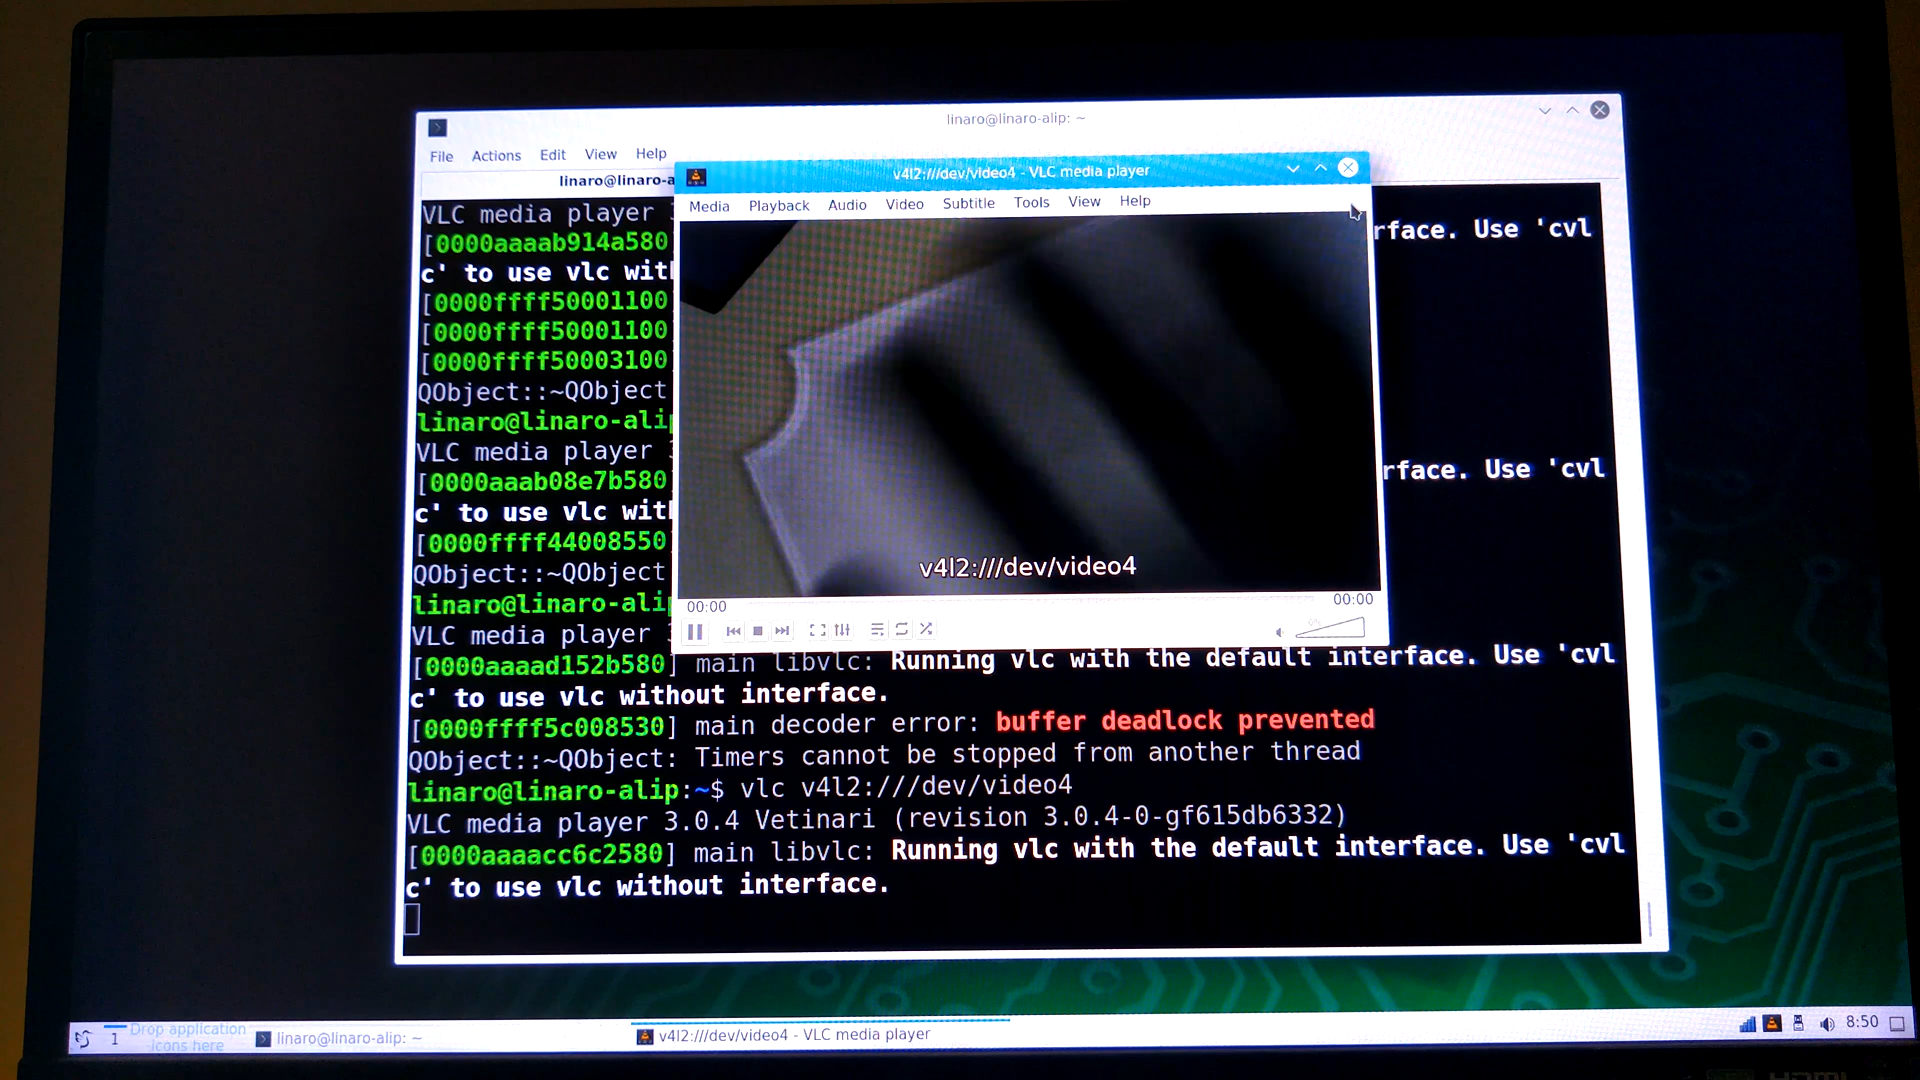 linaro@linaro-alip: ~
File Actions Edit View Help
linaro@linaro-a
v4l2:///dev/video4 - VLC media player
Media Playback Audio Video Subtitle Tools View Help
VLC media player 3
[0000aaaab914a580 rface. Use 'cvl
c' to use vlc with
[0000ffff50001100
[0000ffff50001100
[0000ffff50003100
QObject::~QObject
linaro@linaro-alip
VLC media player 3
[0000aaab08e7b580 rface. Use 'cvl
c' to use vlc with
[0000ffff44008550
QObject::~QObject
linaro@linaro-alip
VLC media player 3
v4l2:///dev/video4
00:00 00:00
[0000aaaad152b580] main libvlc: Running vlc with the default interface. Use 'cvl
c' to use vlc without interface.
[0000ffff5c008530] main decoder error: buffer deadlock prevented
QObject::~QObject: Timers cannot be stopped from another thread
linaro@linaro-alip:~$ vlc v4l2:///dev/video4
VLC media player 3.0.4 Vetinari (revision 3.0.4-0-gf615db6332)
[0000aaaacc6c2580] main libvlc: Running vlc with the default interface. Use 'cvl
c' to use vlc without interface.
1 Drop application
icons here
linaro@linaro-alip: ~
v4l2:///dev/video4 - VLC media player
8:50